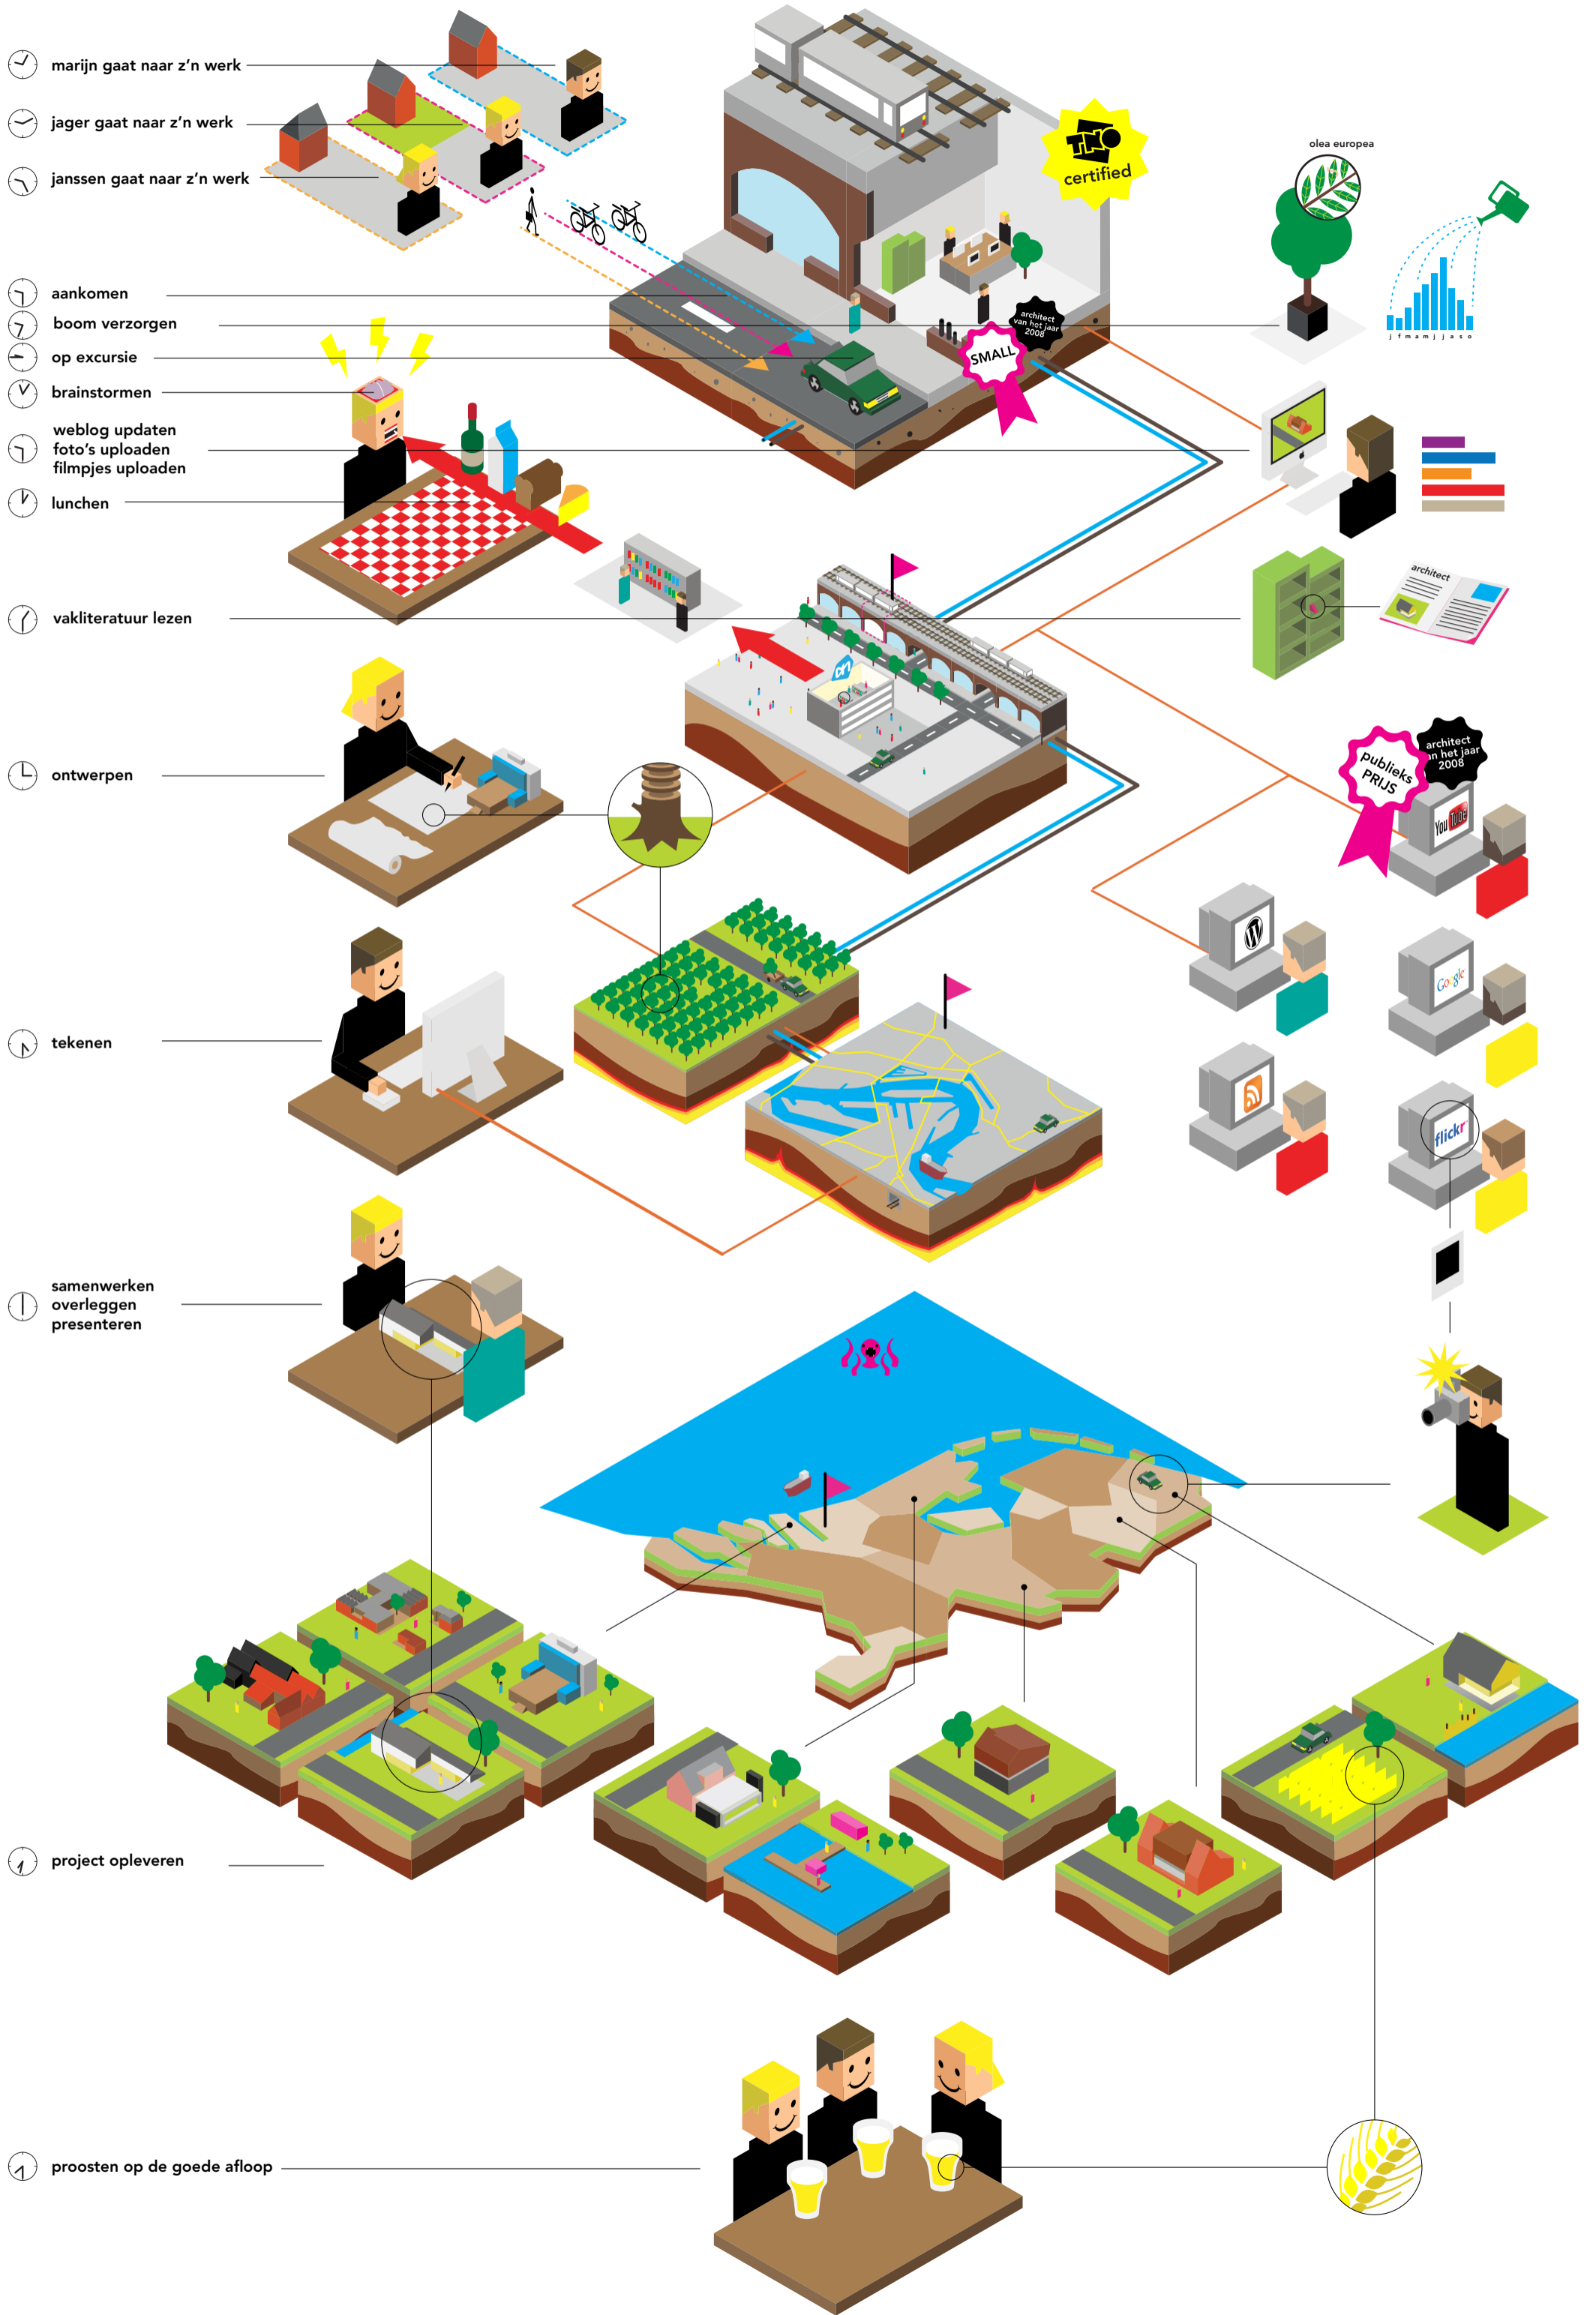 marijn gaat naar z'n werk
jager gaat naar z'n werk
janssen gaat naar z'n werk
TNO
certified
olea europea
j f m a m j j a s o
aankomen
boom verzorgen
op excursie
brainstormen
weblog updaten
foto's uploaden
filmpjes uploaden
lunchen
architect
van het jaar
2008
SMALL
vakliteratuur lezen
architect
ontwerpen
publieks
PRIJS
architect
van het jaar
2008
You Tube
Google
flickr
tekenen
samenwerken
overleggen
presenteren
project opleveren
proosten op de goede afloop